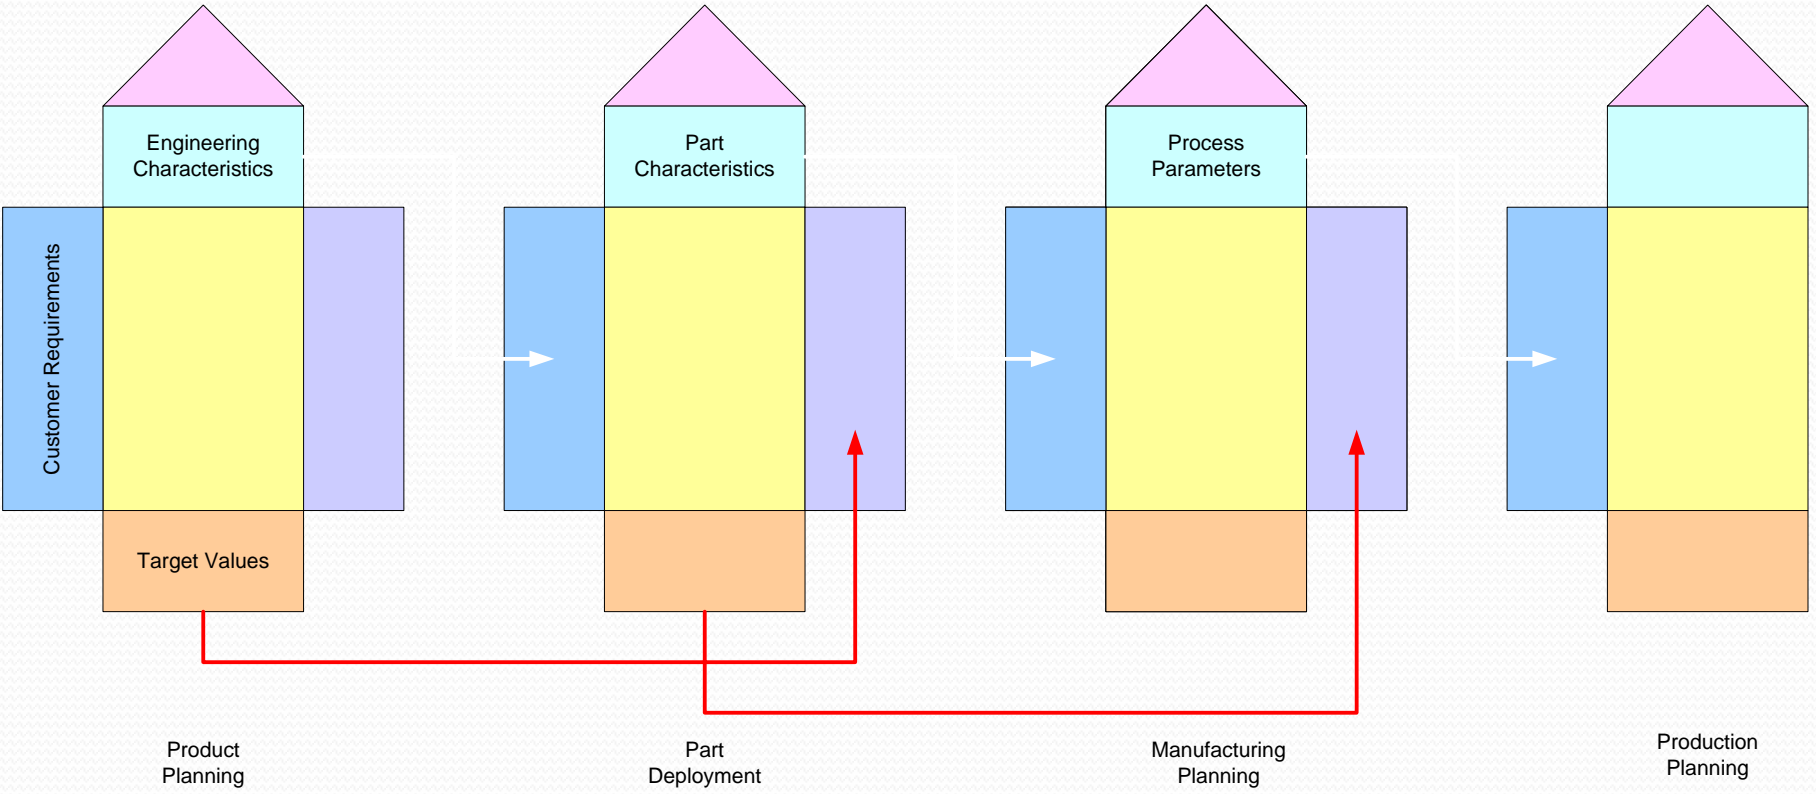 Engineering
Characteristics
Part
Characteristics
Process
Parameters
Customer Requirements
Target Values
Product
Planning
Part
Deployment
Manufacturing
Planning
Production
Planning